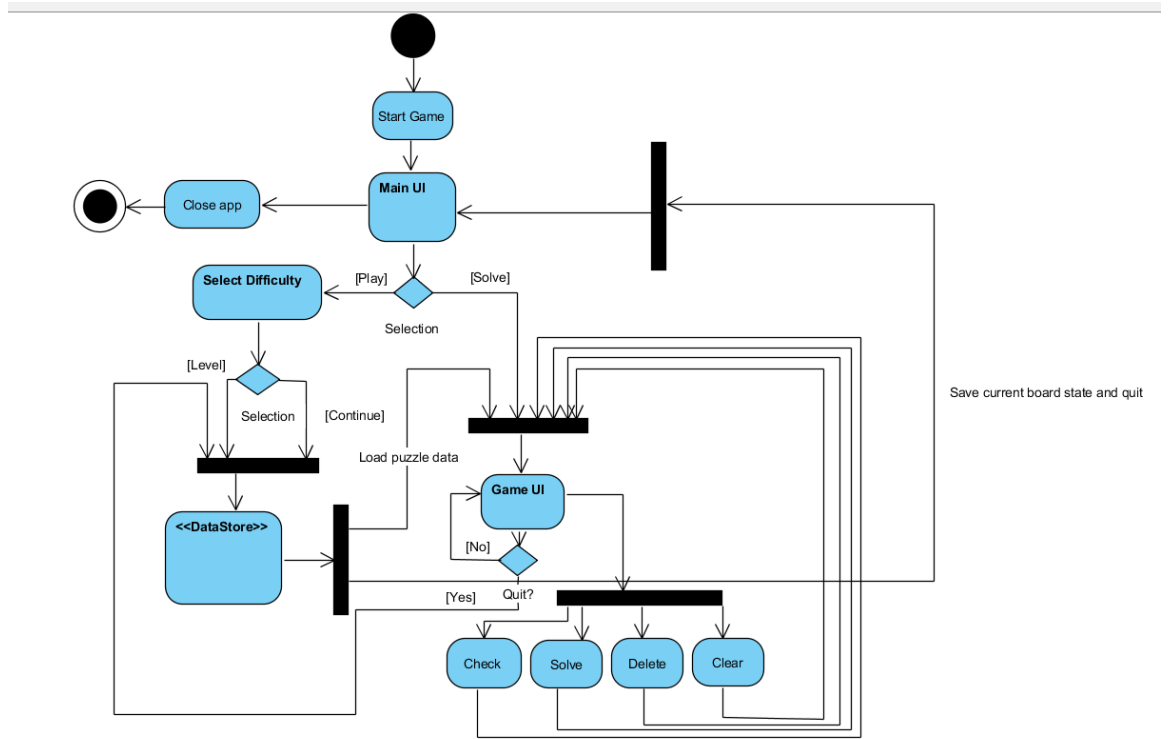 Start Game
Main UI
Close app
Select Difficulty
[Play]
[Solve]
Selection
[Level]
Selection
[Continue]
Save current board state and quit
Load puzzle data
Game UI
<<DataStore>>
[No]
[Yes]
Quit?
Check
Solve
Delete
Clear